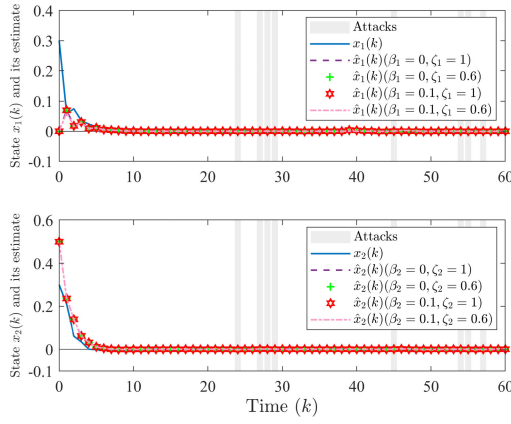 State x₁(k) and its estimate
0.4
0.3
0.2
0.1
0
-0.1
Attacks
x₁(k)
x̂₁(k)(β₁ = 0, ζ₁ = 1)
x̂₁(k)(β₁ = 0, ζ₁ = 0.6)
x̂₁(k)(β₁ = 0.1, ζ₁ = 1)
x̂₁(k)(β₁ = 0.1, ζ₁ = 0.6)
0 10 20 30 40 50 60
State x₂(k) and its estimate
0.6
0.4
0.2
0
-0.1
Attacks
x₂(k)
x̂₂(k)(β₂ = 0, ζ₂ = 1)
x̂₂(k)(β₂ = 0, ζ₂ = 0.6)
x̂₂(k)(β₂ = 0.1, ζ₂ = 1)
x̂₂(k)(β₂ = 0.1, ζ₂ = 0.6)
0 10 20 30 40 50 60
Time (k)